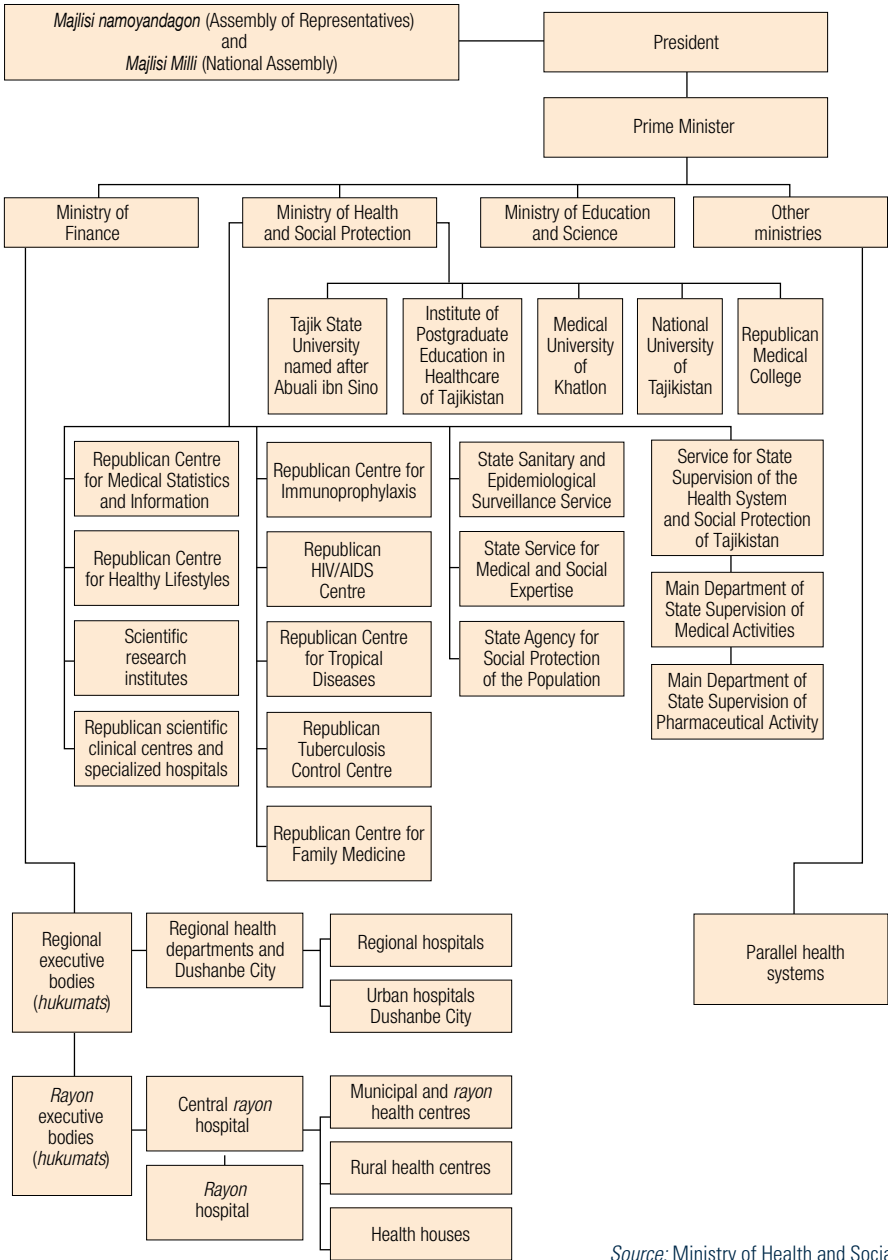 Majlisi namoyandagon (Assembly of Representatives)
and
Majlisi Milli (National Assembly)
President
Prime Minister
Ministry of
Finance
Ministry of Health
and Social Protection
Ministry of Education
and Science
Other
ministries
Tajik State
University
named after
Abuali ibn Sino
Institute of
Postgraduate
Education in
Healthcare
of Tajikistan
Medical
University
of
Khatlon
National
University
of
Tajikistan
Republican
Medical
College
Republican Centre
for Medical Statistics
and Information
Republican Centre
for Healthy Lifestyles
Scientific
research
institutes
Republican scientific
clinical centres and
specialized hospitals
Republican Centre for
Immunoprophylaxis
Republican
HIV/AIDS
Centre
Republican Centre
for Tropical
Diseases
Republican
Tuberculosis
Control Centre
Republican Centre for
Family Medicine
State Sanitary and
Epidemiological
Surveillance Service
State Service for
Medical and Social
Expertise
State Agency for
Social Protection
of the Population
Service for State
Supervision of the
Health System
and Social Protection
of Tajikistan
Main Department of
State Supervision of
Medical Activities
Main Department of
State Supervision of
Pharmaceutical Activity
Regional
executive
bodies
(hukumats)
Regional health
departments and
Dushanbe City
Regional hospitals
Urban hospitals
Dushanbe City
Parallel health
systems
Rayon
executive
bodies
(hukumats)
Central rayon
hospital
Rayon
hospital
Municipal and rayon
health centres
Rural health centres
Health houses
Source: Ministry of Health and Socia